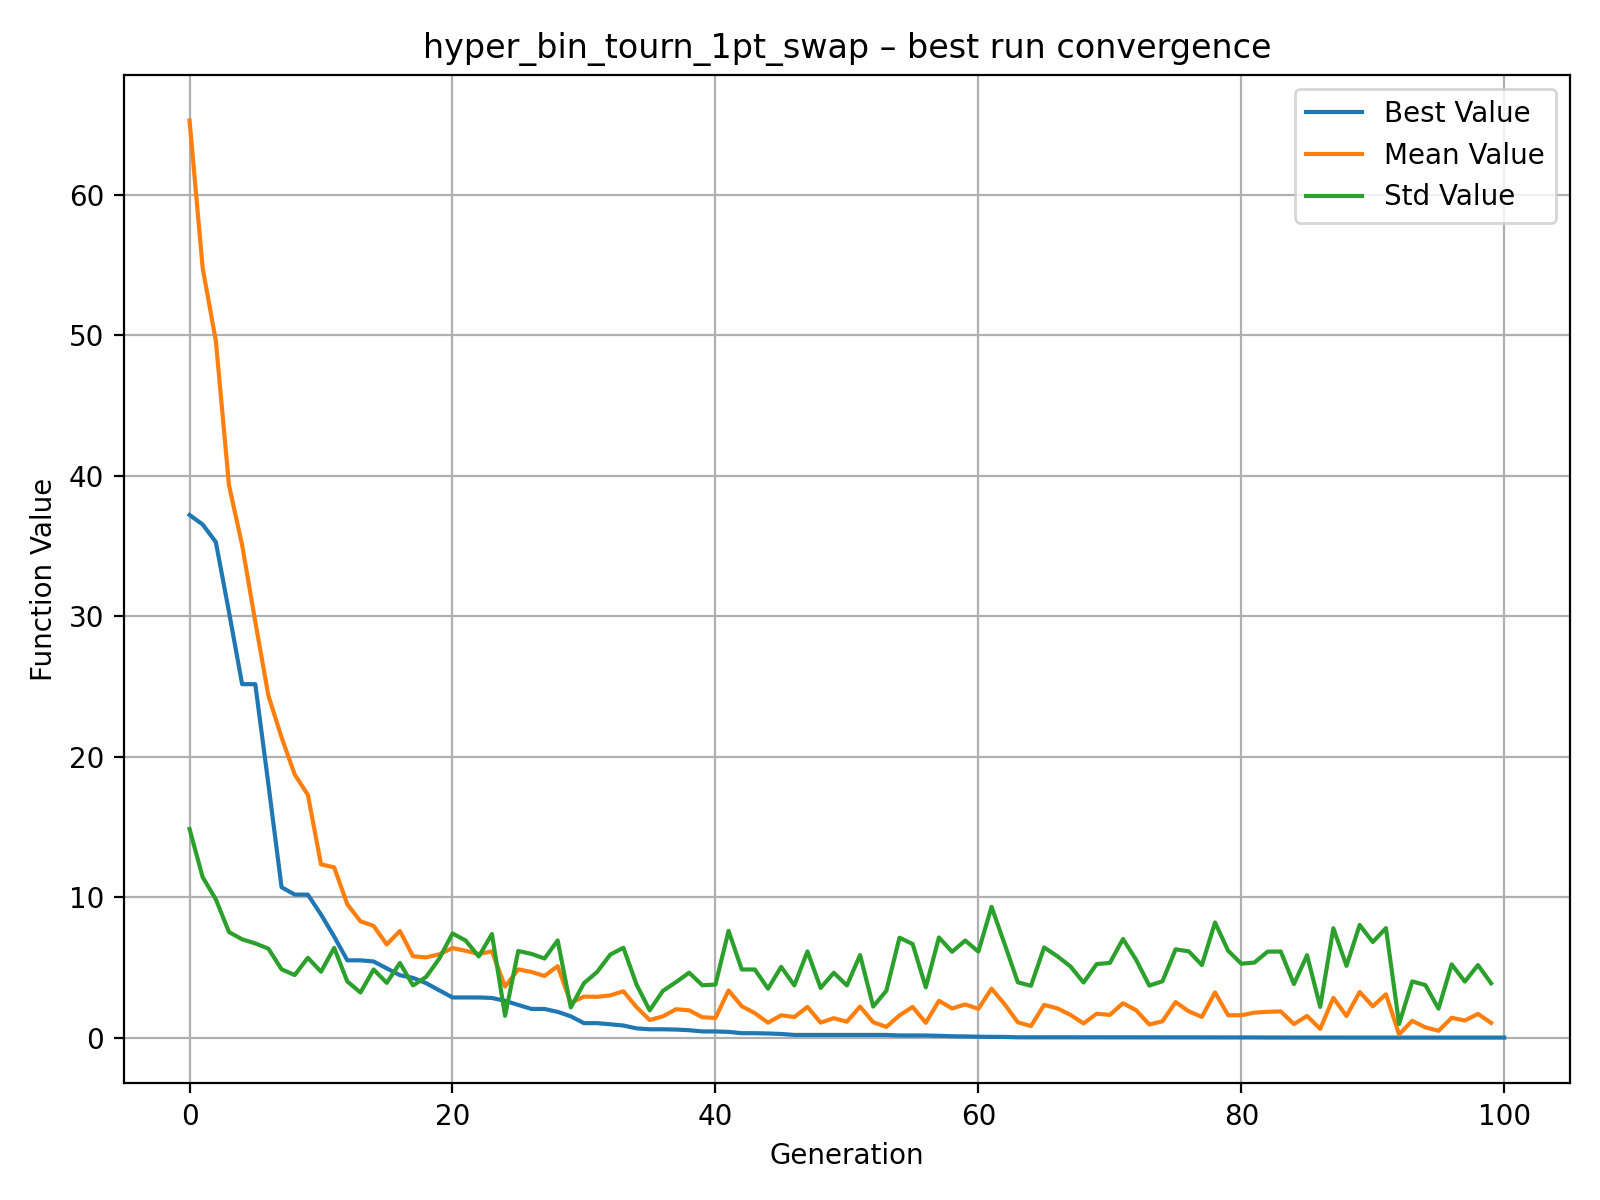 hyper_bin_tourn_1pt_swap – best run convergence
Best Value
Mean Value
Std Value
Function Value
60
50
40
30
20
10
0
0 20 40 60 80 100
Generation